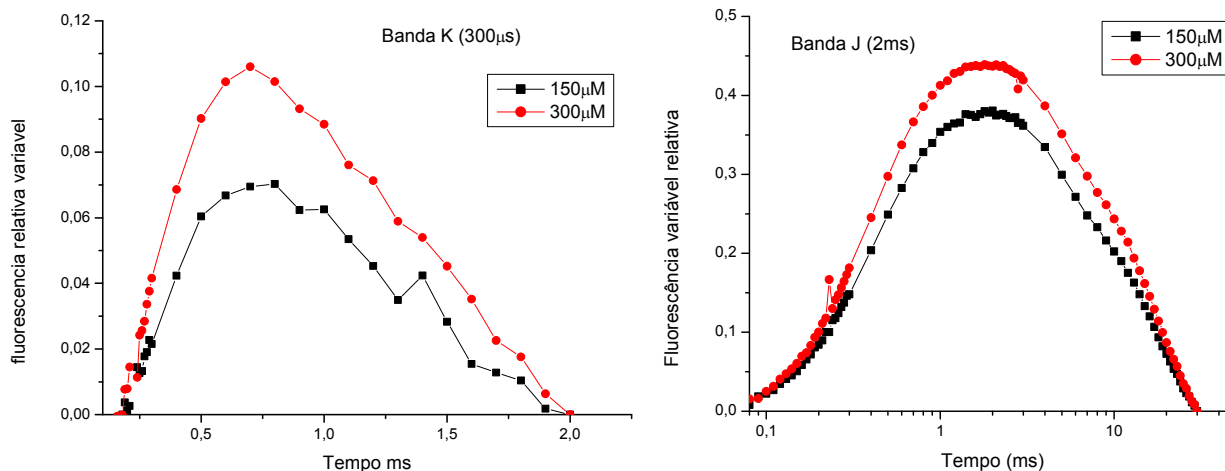 Banda K (300µs)
150µM
300µM
fluorescencia relativa variavel
0,12
0,10
0,08
0,06
0,04
0,02
0,00
0,5
1,0
1,5
2,0
Tempo ms
Banda J (2ms)
150µM
300µM
Fluorescência variável relativa
0,5
0,4
0,3
0,2
0,1
0,0
0,1
1
10
Tempo (ms)